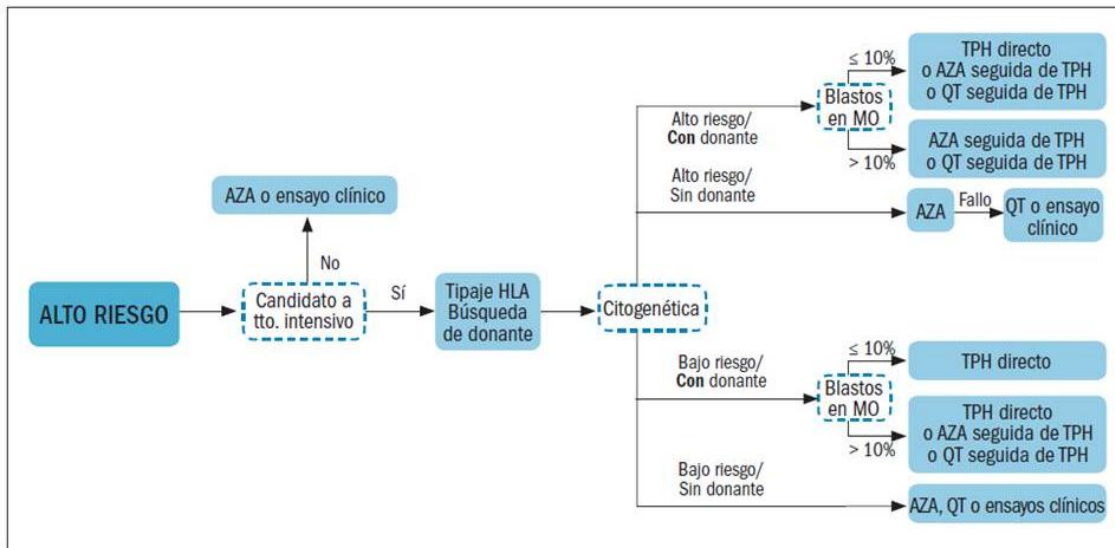 ALTO RIESGO
Candidato a
tto. intensivo
No
AZA o ensayo clínico
Sí
Tipaje HLA
Búsqueda
de donante
Citogenética
Alto riesgo/
Con donante
Blastos
en MO
≤ 10%
TPH directo
o AZA seguida de TPH
o QT seguida de TPH
> 10%
AZA seguida de TPH
o QT seguida de TPH
Alto riesgo/
Sin donante
AZA
Fallo
QT o ensayo
clínico
Bajo riesgo/
Con donante
Blastos
en MO
≤ 10%
TPH directo
> 10%
TPH directo
o AZA seguida de TPH
o QT seguida de TPH
Bajo riesgo/
Sin donante
AZA, QT o ensayos clínicos